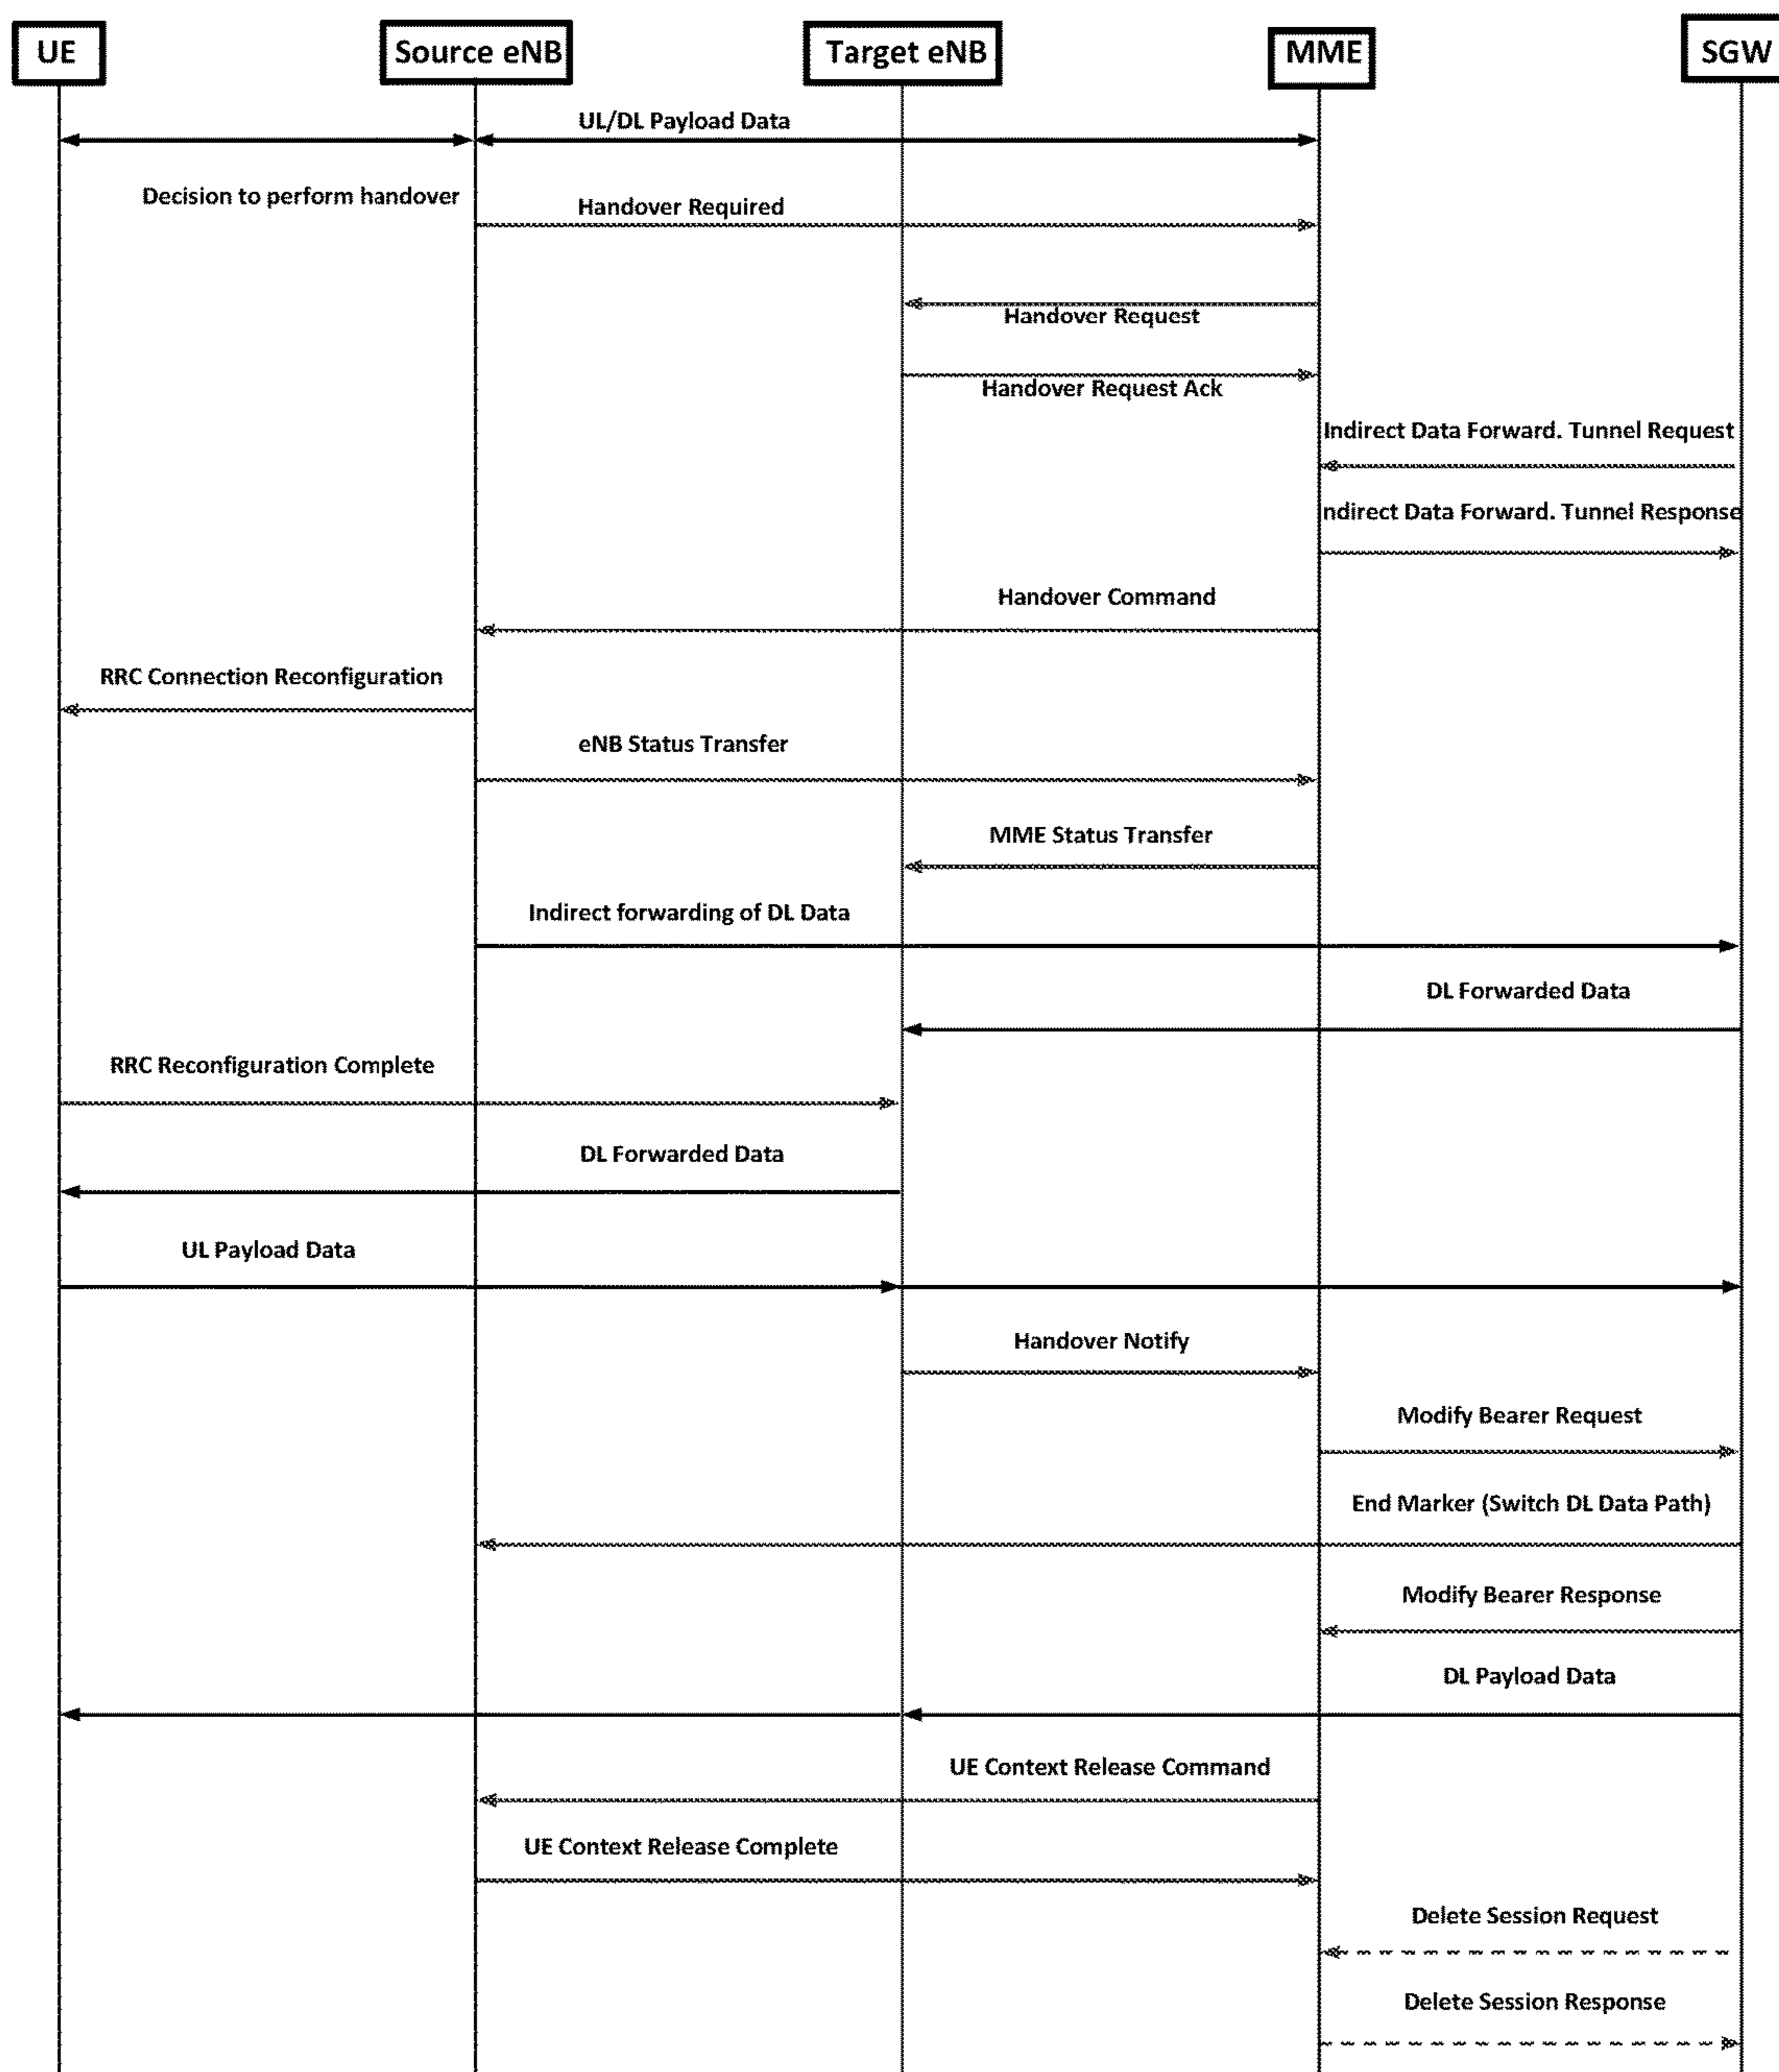 UE
Source eNB
Target eNB
MME
SGW
UL/DL Payload Data
Decision to perform handover
Handover Required
Handover Request
Handover Request Ack
Indirect Data Forward. Tunnel Request
ndirect Data Forward. Tunnel Response
Handover Command
RRC Connection Reconfiguration
eNB Status Transfer
MME Status Transfer
Indirect forwarding of DL Data
DL Forwarded Data
RRC Reconfiguration Complete
DL Forwarded Data
UL Payload Data
Handover Notify
Modify Bearer Request
End Marker (Switch DL Data Path)
Modify Bearer Response
DL Payload Data
UE Context Release Command
UE Context Release Complete
Delete Session Request
Delete Session Response